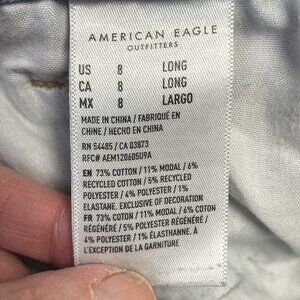 AMERICAN EAGLE
OUTFITTERS
US 8 LONG
CA 8 LONG
MX 8 LARGO
MADE IN CHINA / FABRIQUÉ EN
CHINE / HECHO EN CHINA
RN 54485 / CA 03873
RFC# AEM120605U9A
EN 73% COTTON / 11% MODAL / 6%
RECYCLED COTTON / 5% RECYCLED
POLYESTER / 4% POLYESTER / 1%
ELASTANE. EXCLUSIVE OF DECORATION
FR 73% COTON / 11% MODAL / 6% COTON
RÉGÉNÉRÉ / 5% POLYESTER RÉGÉNÉRÉ /
4% POLYESTER / 1% ÉLASTHANNE. À
L'EXCEPTION DE LA GARNITURE